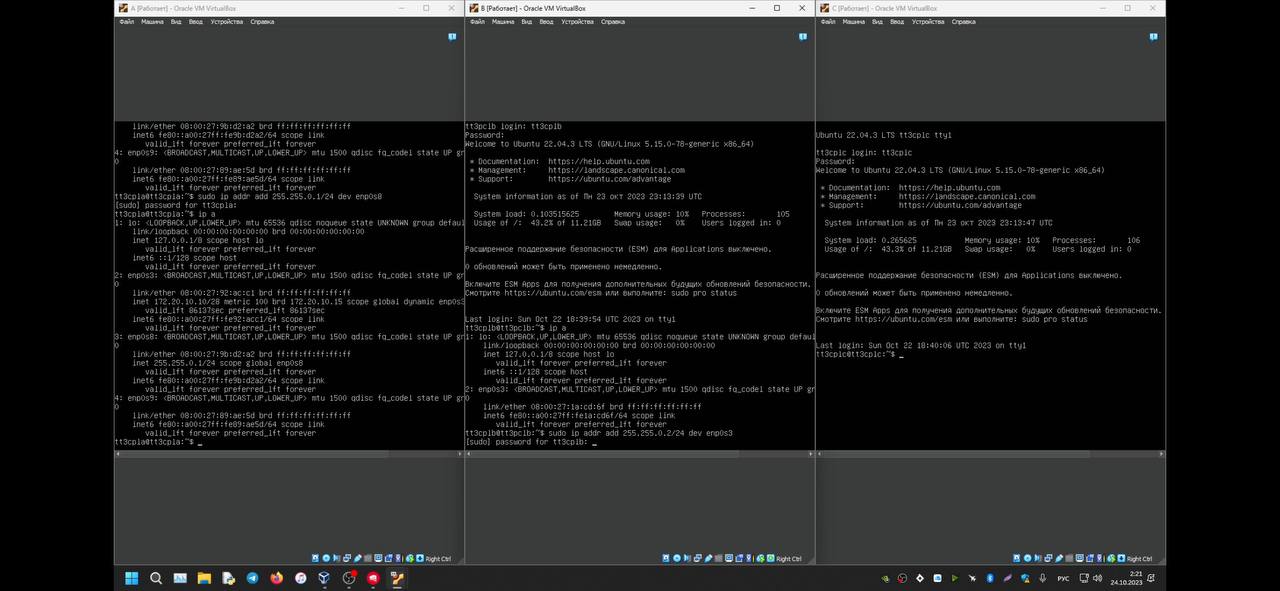 A [Работает] - Oracle VM VirtualBox
Файл Машина Вид Ввод Устройства Справка
link/ether 08:00:27:9b:d2:a2 brd ff:ff:ff:ff:ff:ff
inet6 fe80::a00:27ff:fe9b:d2a2/64 scope link
valid_lft forever preferred_lft forever
4: enp0s9: <BROADCAST,MULTICAST,UP,LOWER_UP> mtu 1500 qdisc fq_codel state UP gr
0
link/ether 08:00:27:89:ae:5d brd ff:ff:ff:ff:ff:ff
inet6 fe80::a00:27ff:fe89:ae5d/64 scope link
valid_lft forever preferred_lft forever
tt3cpla@tt3cpla:~$ sudo ip addr add 255.255.0.1/24 dev enp0s8
[sudo] password for tt3cpla:
tt3cpla@tt3cpla:~$ ip a
1: lo: <LOOPBACK,UP,LOWER_UP> mtu 65536 qdisc noqueue state UNKNOWN group defaul
link/loopback 00:00:00:00:00:00 brd 00:00:00:00:00:00
inet 127.0.0.1/8 scope host lo
valid_lft forever preferred_lft forever
inet6 ::1/128 scope host
valid_lft forever preferred_lft forever
2: enp0s3: <BROADCAST,MULTICAST,UP,LOWER_UP> mtu 1500 qdisc fq_codel state UP gr
0
link/ether 08:00:27:92:ac:c1 brd ff:ff:ff:ff:ff:ff
inet 172.20.10.10/28 metric 100 brd 172.20.10.15 scope global dynamic enp0s3
valid_lft 86137sec preferred_lft 86137sec
inet6 fe80::a00:27ff:fe92:acc1/64 scope link
valid_lft forever preferred_lft forever
3: enp0s8: <BROADCAST,MULTICAST,UP,LOWER_UP> mtu 1500 qdisc fq_codel state UP gr
0
link/ether 08:00:27:9b:d2:a2 brd ff:ff:ff:ff:ff:ff
inet 255.255.0.1/24 scope global enp0s8
valid_lft forever preferred_lft forever
inet6 fe80::a00:27ff:fe9b:d2a2/64 scope link
valid_lft forever preferred_lft forever
4: enp0s9: <BROADCAST,MULTICAST,UP,LOWER_UP> mtu 1500 qdisc fq_codel state UP gr
0
link/ether 08:00:27:89:ae:5d brd ff:ff:ff:ff:ff:ff
inet6 fe80::a00:27ff:fe89:ae5d/64 scope link
valid_lft forever preferred_lft forever
tt3cpla@tt3cpla:~$ _
Right Ctrl
B [Работает] - Oracle VM VirtualBox
Файл Машина Вид Ввод Устройства Справка
tt3pclb login: tt3cplb
Password:
Welcome to Ubuntu 22.04.3 LTS (GNU/Linux 5.15.0-78-generic x86_64)
* Documentation: https://help.ubuntu.com
* Management: https://landscape.canonical.com
* Support: https://ubuntu.com/advantage
System information as of Пн 23 окт 2023 23:13:39 UTC
System load: 0.103515625 Memory usage: 10% Processes: 105
Usage of /: 43.2% of 11.21GB Swap usage: 0% Users logged in: 0
Расширенное поддержание безопасности (ESM) для Applications выключено.
0 обновлений может быть применено немедленно.
Включите ESM Apps для получения дополнительных будущих обновлений безопасности.
Смотрите https://ubuntu.com/esm или выполните: sudo pro status
Last login: Sun Oct 22 18:39:54 UTC 2023 on tty1
tt3cplb@tt3pclb:~$ ip a
1: lo: <LOOPBACK,UP,LOWER_UP> mtu 65536 qdisc noqueue state UNKNOWN group defaul
link/loopback 00:00:00:00:00:00 brd 00:00:00:00:00:00
inet 127.0.0.1/8 scope host lo
valid_lft forever preferred_lft forever
inet6 ::1/128 scope host
valid_lft forever preferred_lft forever
2: enp0s3: <BROADCAST,MULTICAST,UP,LOWER_UP> mtu 1500 qdisc fq_codel state UP gr
0
link/ether 08:00:27:1a:cd:6f brd ff:ff:ff:ff:ff:ff
inet6 fe80::a00:27ff:fe1a:cd6f/64 scope link
valid_lft forever preferred_lft forever
tt3cplb@tt3pclb:~$ sudo ip addr add 255.255.0.2/24 dev enp0s3
[sudo] password for tt3cplb: _
Right Ctrl
C [Работает] - Oracle VM VirtualBox
Файл Машина Вид Ввод Устройства Справка
Ubuntu 22.04.3 LTS tt3cplc tty1
tt3cplc login: tt3cplc
Password:
Welcome to Ubuntu 22.04.3 LTS (GNU/Linux 5.15.0-78-generic x86_64)
* Documentation: https://help.ubuntu.com
* Management: https://landscape.canonical.com
* Support: https://ubuntu.com/advantage
System information as of Пн 23 окт 2023 23:13:47 UTC
System load: 0.265625 Memory usage: 10% Processes: 106
Usage of /: 43.3% of 11.21GB Swap usage: 0% Users logged in: 0
Расширенное поддержание безопасности (ESM) для Applications выключено.
0 обновлений может быть применено немедленно.
Включите ESM Apps для получения дополнительных будущих обновлений безопасности.
Смотрите https://ubuntu.com/esm или выполните: sudo pro status
Last login: Sun Oct 22 18:40:06 UTC 2023 on tty1
tt3cplc@tt3cplc:~$ _
Right Ctrl
РУС
2:21
24.10.2023